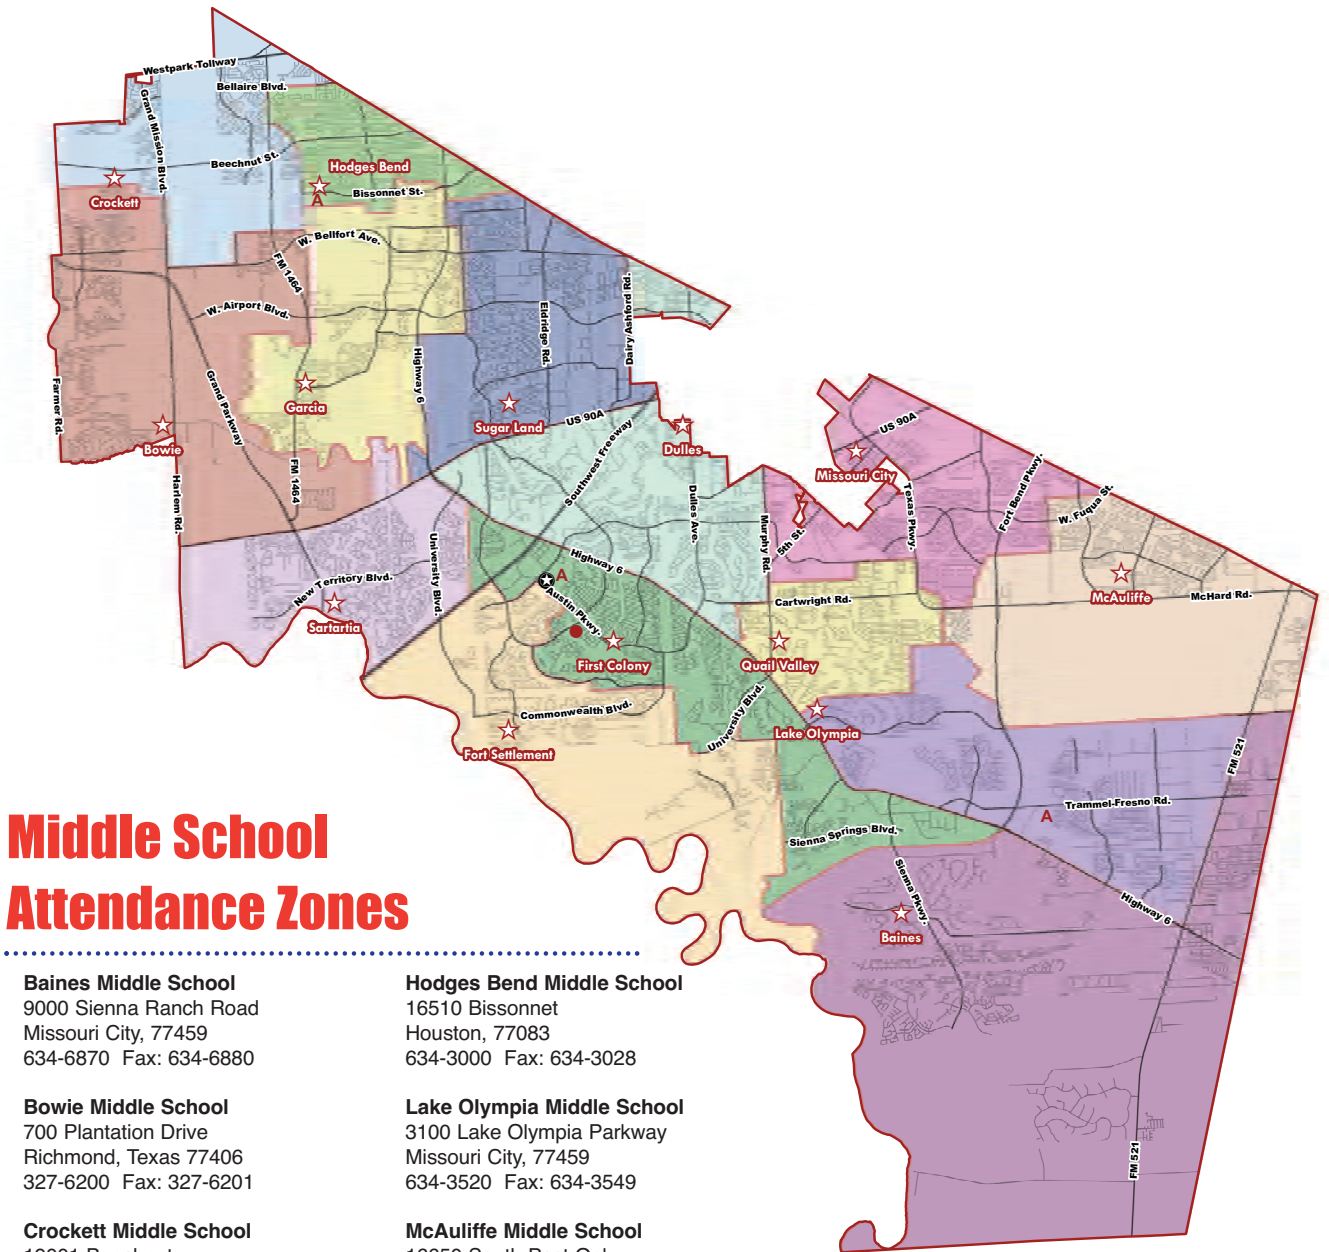 Westpark Tollway
Bellaire Blvd.
Grand Mission Blvd.
Beechnut St.
Hodges Bend
A
Bissonnet St.
Crockett
W. Bellfort Ave.
FM 1464
W. Airport Blvd.
Eldridge Rd.
Dairy Ashford Rd.
Highway 6
Farmer Rd.
Grand Parkway
Garcia
Sugar Land
US 90A
Southwest Freeway
Dulles
US 90A
Missouri City
Bowie
FM 1464
Harlem Rd.
Dulles Ave.
Murphy Rd.
5th St.
Texas Pkwy.
Fort Bend Pkwy.
W. Fuqua St.
University Blvd.
Highway 6
A
Austin Pkwy.
New Territory Blvd.
Sartartia
Cartwright Rd.
McAuliffe
McHard Rd.
First Colony
Quail Valley
Commonwealth Blvd.
University Blvd.
Lake Olympia
Fort Settlement
FM 521
Trammel-Fresno Rd.
A
Sienna Springs Blvd.
Sienna Pkwy.
Highway 6
Baines
FM 521
Middle School
Attendance Zones
Baines Middle School
9000 Sienna Ranch Road
Missouri City, 77459
634-6870 Fax: 634-6880
Bowie Middle School
700 Plantation Drive
Richmond, Texas 77406
327-6200 Fax: 327-6201
Crockett Middle School
Hodges Bend Middle School
16510 Bissonnet
Houston, 77083
634-3000 Fax: 634-3028
Lake Olympia Middle School
3100 Lake Olympia Parkway
Missouri City, 77459
634-3520 Fax: 634-3549
McAuliffe Middle School